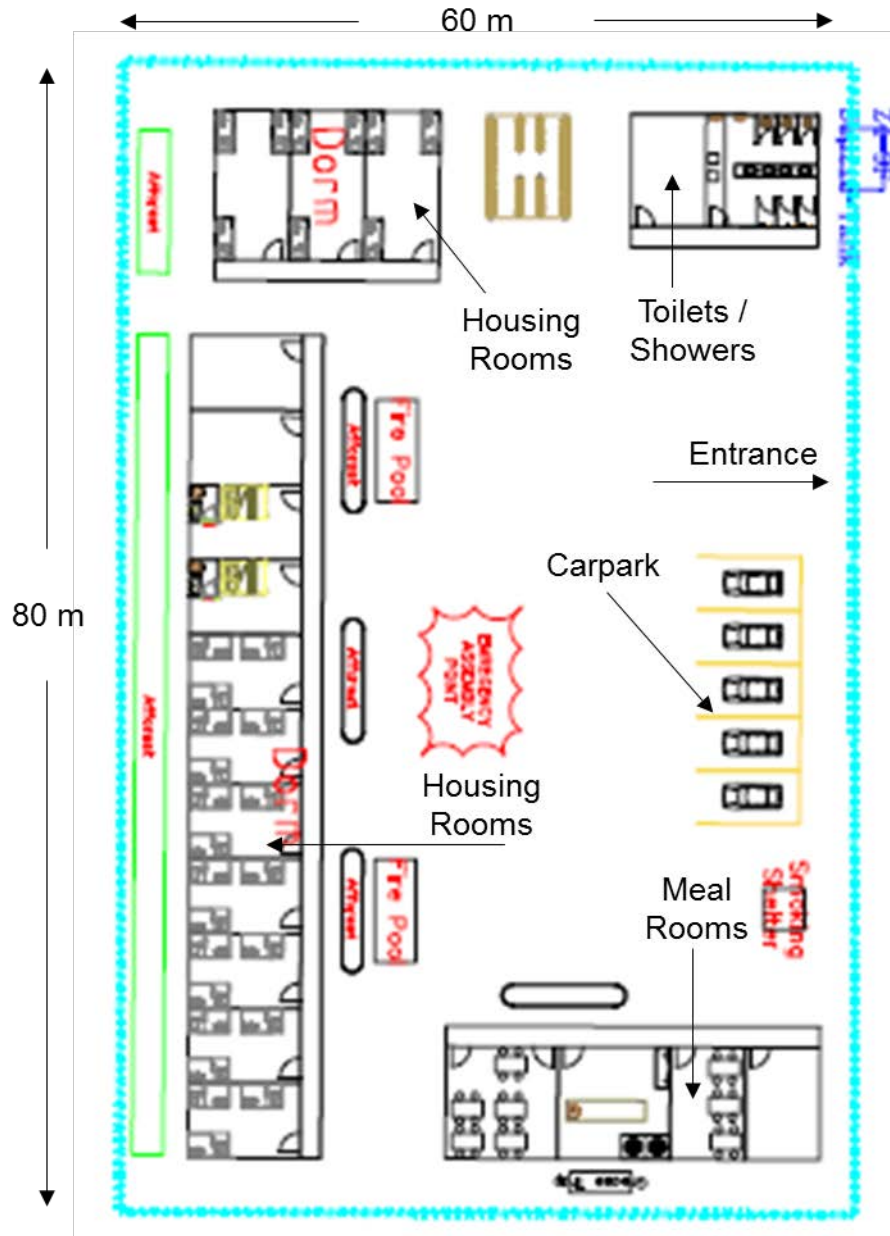 60 m
Dorm
Housing
Rooms
Toilets /
Showers
Fire Pool
Entrance
Carpark
80 m
EMERGENCY
ASSEMBLY
POINT
Dorm
Housing
Rooms
Fire Pool
Meal
Rooms
Smoking
Shelter